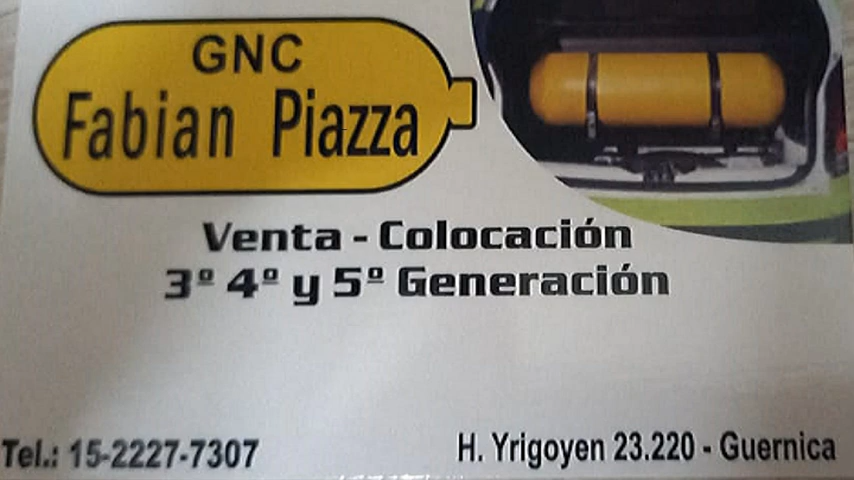 GNC
Fabian Piazza
Venta - Colocación
3º 4º y 5º Generación
Tel.: 15-2227-7307
H. Yrigoyen 23.220 - Guernica